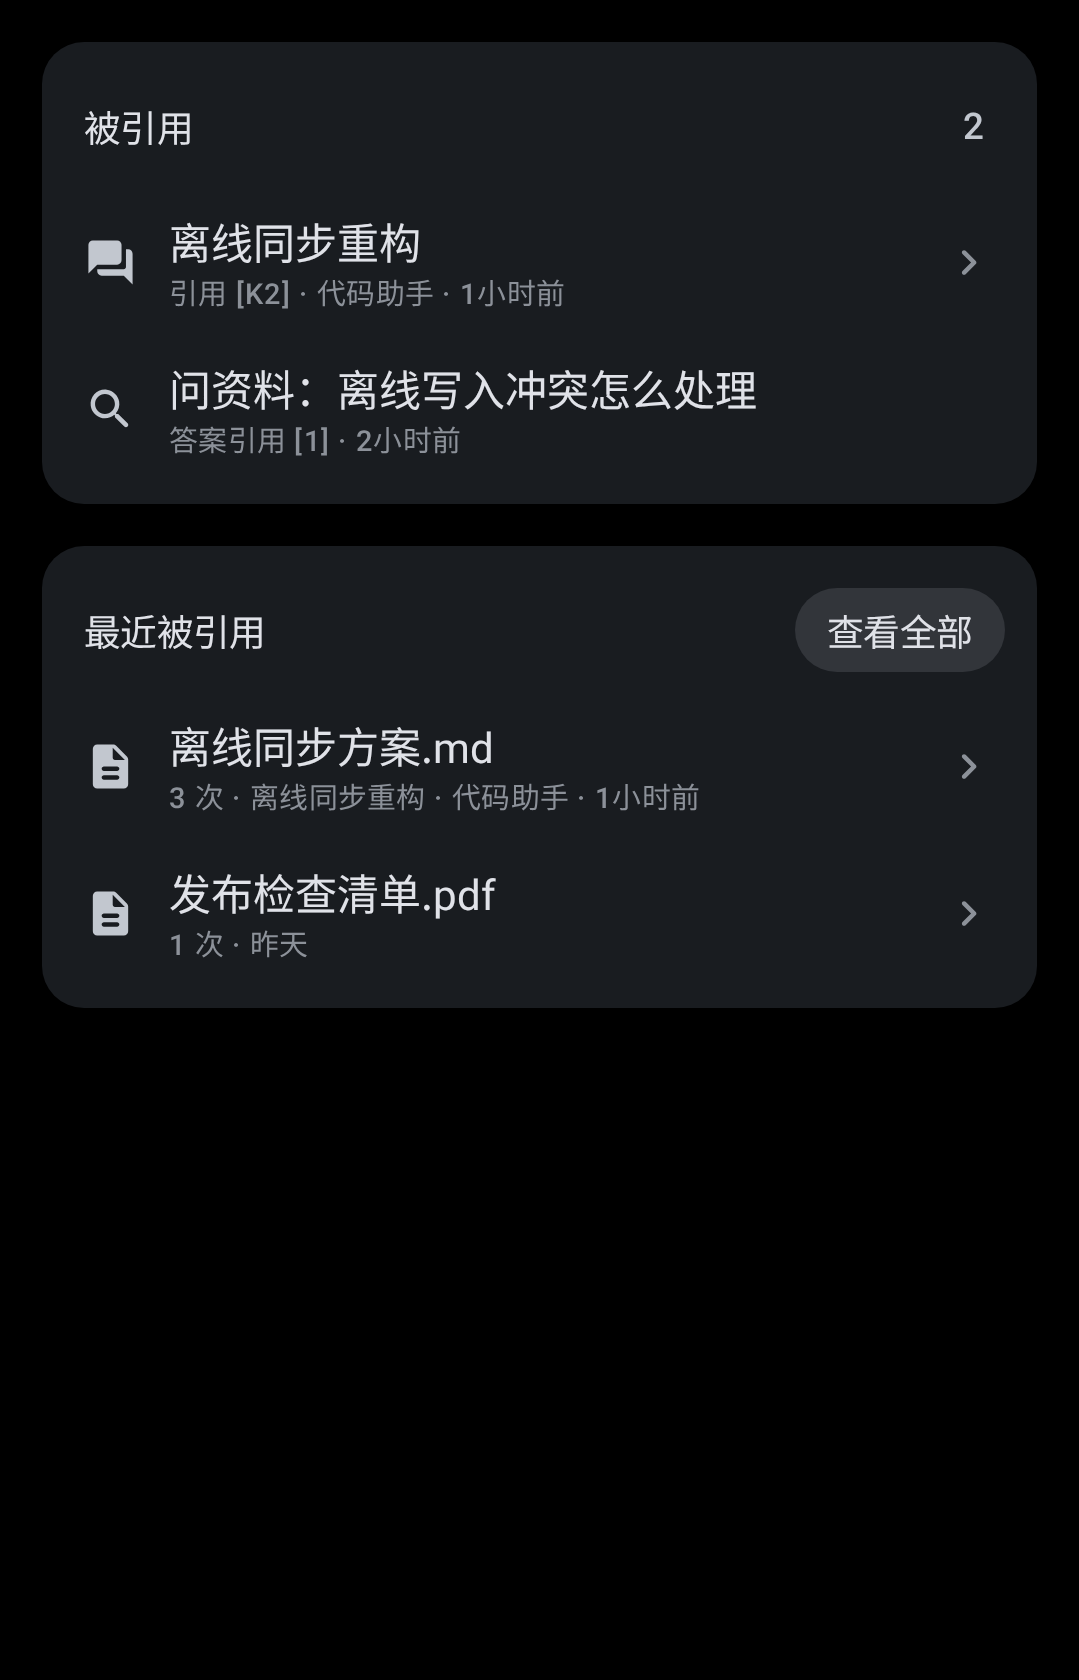 被引用
2
离线同步重构
引用 [K2] · 代码助手 · 1小时前
问资料：离线写入冲突怎么处理
答案引用 [1] · 2小时前
最近被引用
查看全部
离线同步方案.md
3 次 · 离线同步重构 · 代码助手 · 1小时前
发布检查清单.pdf
1 次 · 昨天